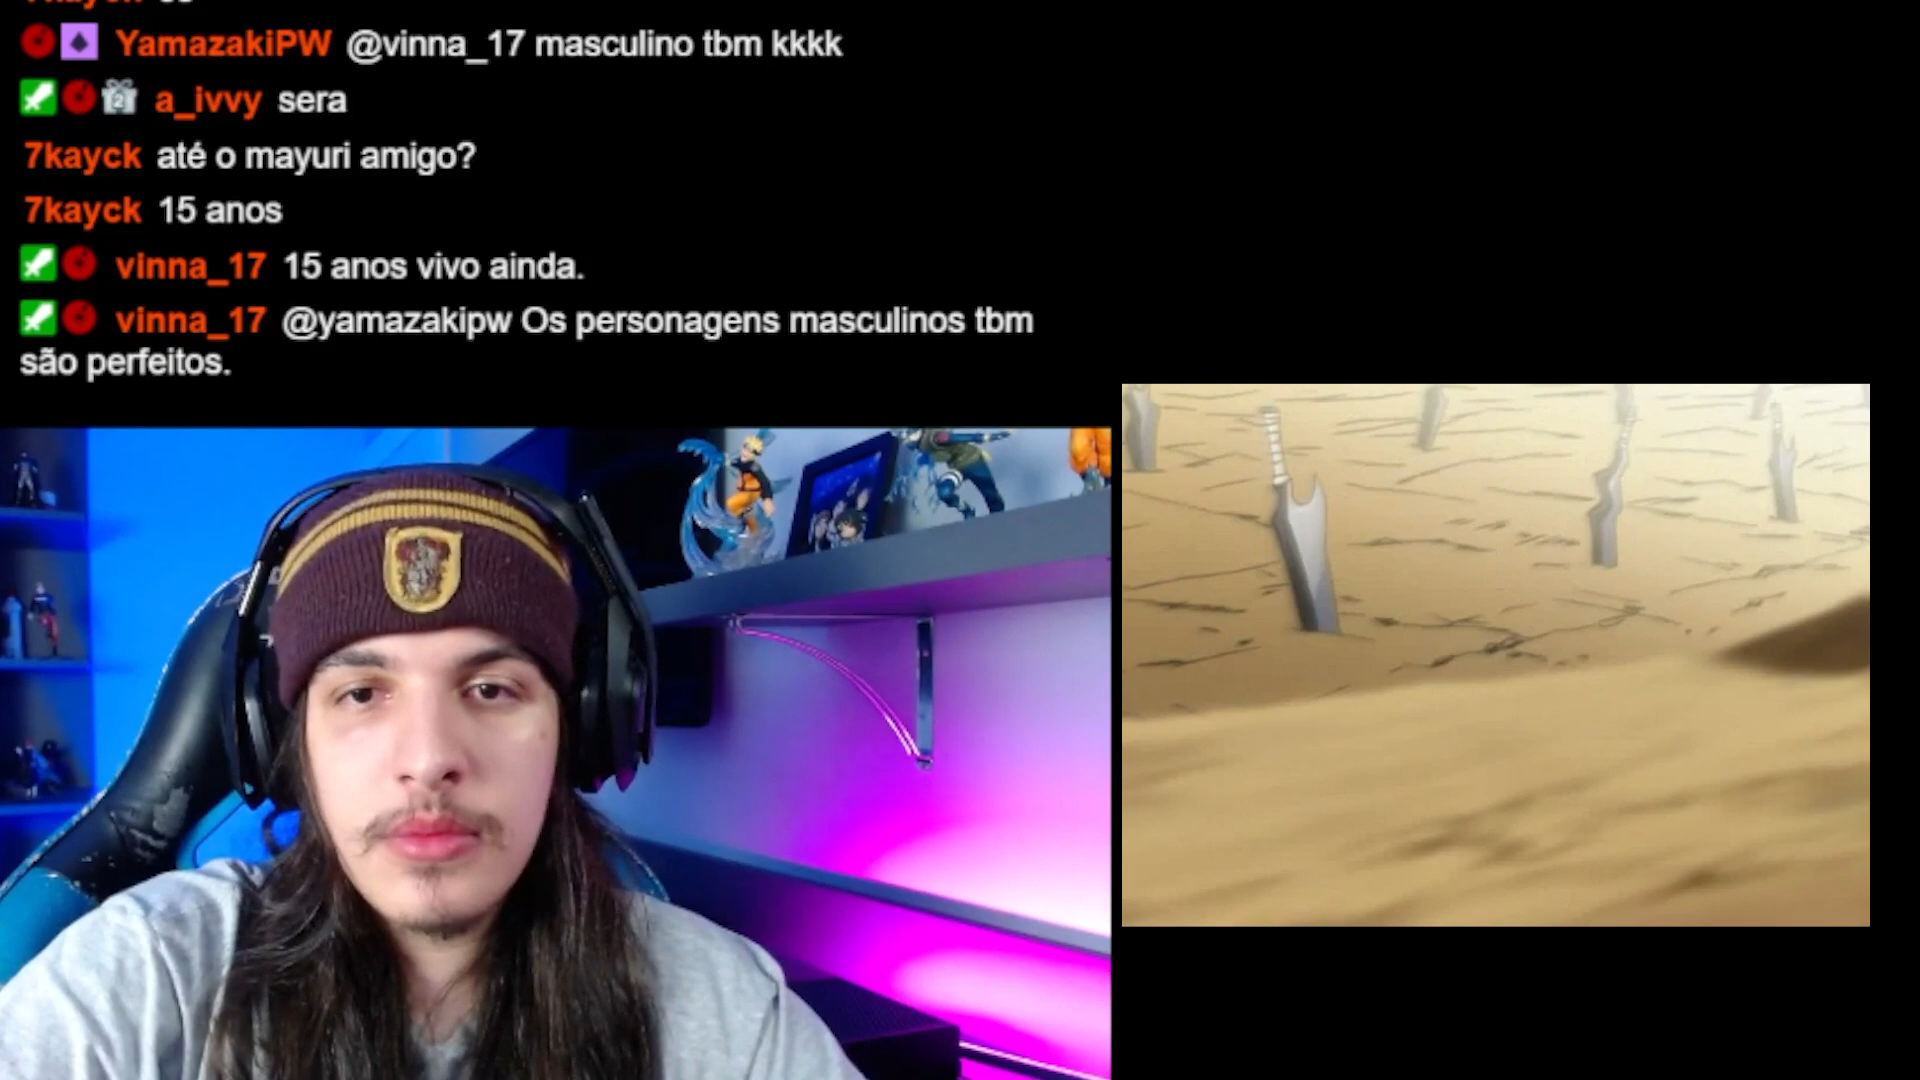 YamazakiPW @vinna_17 masculino tbm kkkk
a_ivvy sera
7kayck até o mayuri amigo?
7kayck 15 anos
vinna_17 15 anos vivo ainda.
vinna_17 @yamazakipw Os personagens masculinos tbm
são perfeitos.